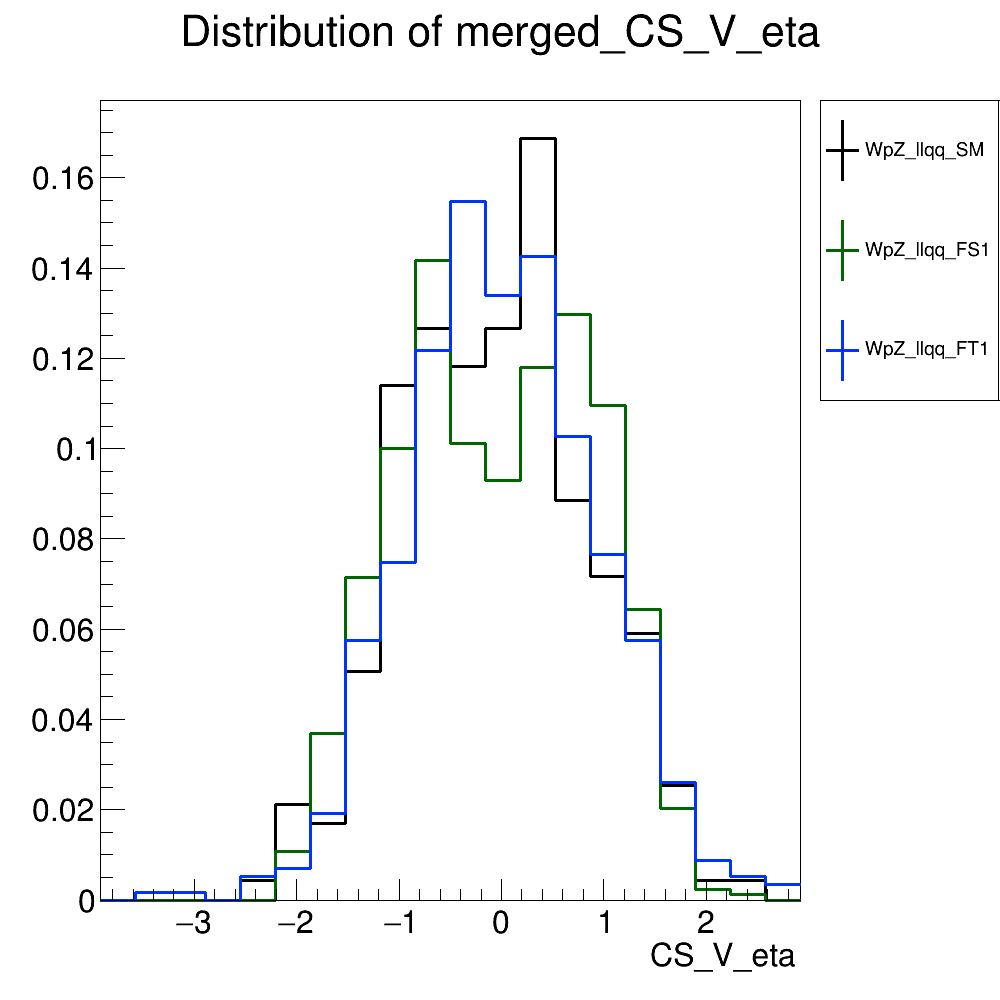 Distribution of merged_CS_V_eta
WpZ_llqq_SM
WpZ_llqq_FS1
WpZ_llqq_FT1
0.16
0.14
0.12
0.1
0.08
0.06
0.04
0.02
0
−3 −2 −1 0 1 2
CS_V_eta